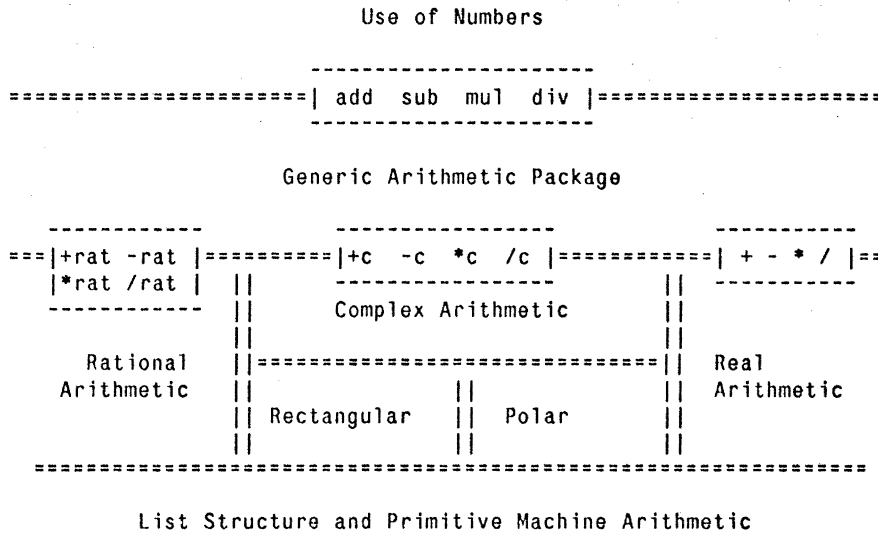 Use of Numbers
add sub mul div
Generic Arithmetic Package
+rat -rat +c -c *c /c + - * /
*rat /rat
Complex Arithmetic
Rational Real
Arithmetic Arithmetic
Rectangular Polar
List Structure and Primitive Machine Arithmetic